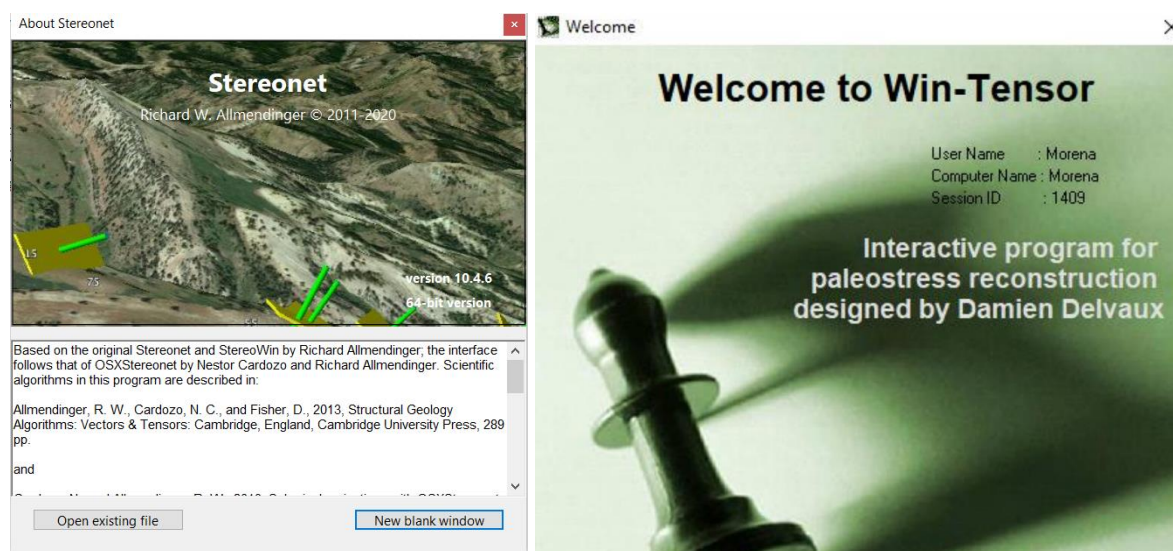 About Stereonet
Stereonet
Richard W. Allmendinger © 2011-2020
15
75
version 10.4.6
64-bit version
Based on the original Stereonet and StereoWin by Richard Allmendinger; the interface
follows that of OSXStereonet by Nestor Cardozo and Richard Allmendinger. Scientific
algorithms in this program are described in:
Allmendinger, R. W., Cardozo, N. C., and Fisher, D., 2013, Structural Geology
Algorithms: Vectors & Tensors: Cambridge, England, Cambridge University Press, 289
pp.
and
Open existing file
New blank window
Welcome
Welcome to Win-Tensor
User Name : Morena
Computer Name : Morena
Session ID : 1409
Interactive program for
paleostress reconstruction
designed by Damien Delvaux